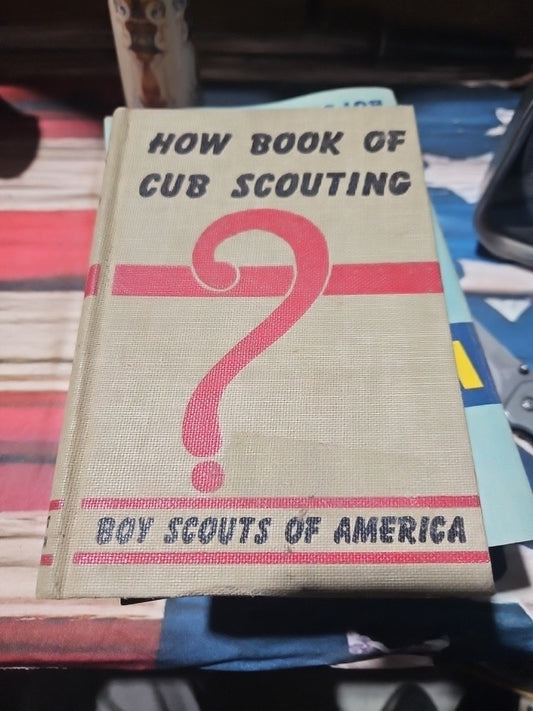 HOW BOOK OF
CUB SCOUTING
?
BOY SCOUTS OF AMERICA